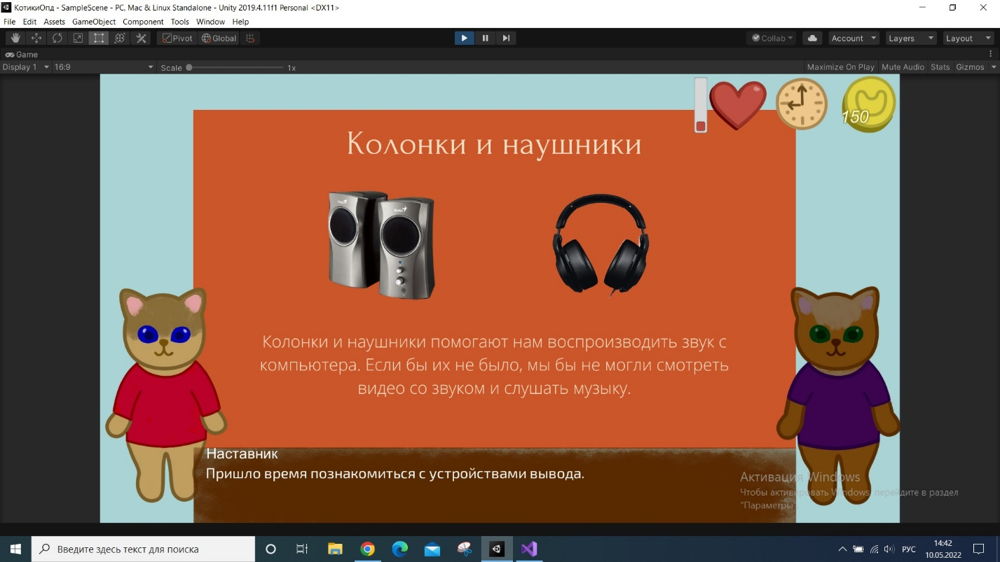 КотикиОпд - SampleScene - PC, Mac & Linux Standalone - Unity 2019.4.11f1 Personal <DX11>
File Edit Assets GameObject Component Tools Window Help
Pivot Global Collab Account Layers Layout
Game
Display 1 16:9 Scale 1x Maximize On Play Mute Audio Stats Gizmos
150
Колонки и наушники
Колонки и наушники помогают нам воспроизводить звук с
компьютера. Если бы их не было, мы бы не могли смотреть
видео со звуком и слушать музыку.
Наставник
Пришло время познакомиться с устройствами вывода.
Активация Windows
Чтобы активировать Windows, перейдите в раздел
"Параметры".
Введите здесь текст для поиска
РУС
14:42
10.05.2022